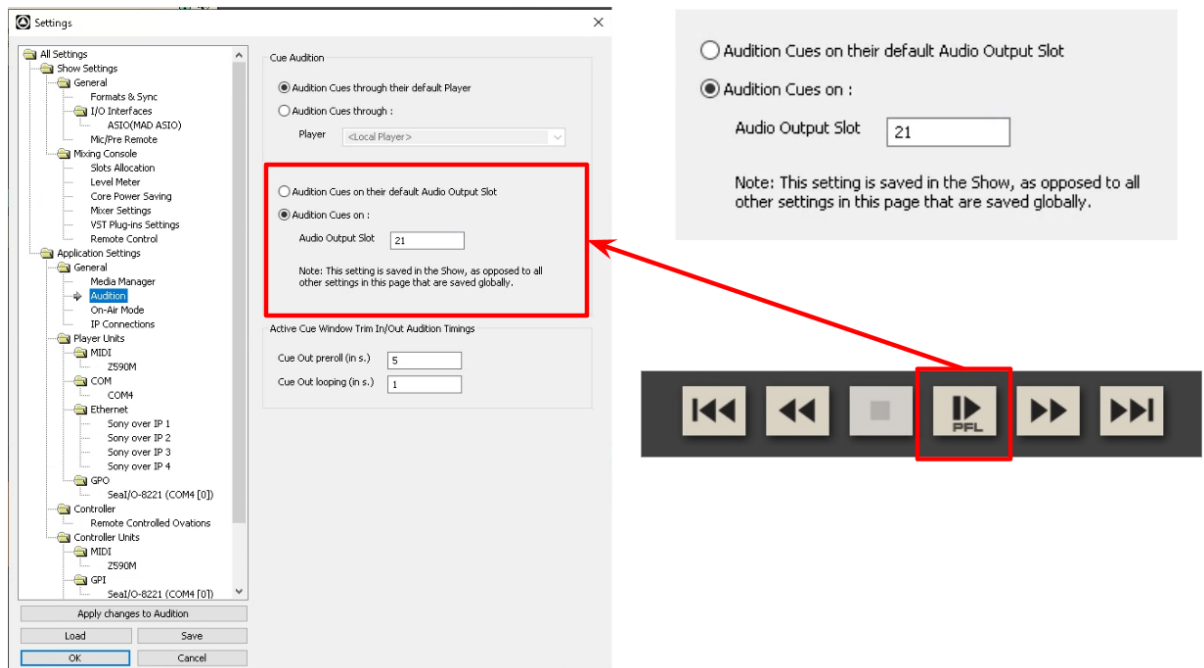 Settings
All Settings
Show Settings
General
Formats & Sync
I/O Interfaces
ASIO(MAD ASIO)
Mic/Pre Remote
Mixing Console
Slots Allocation
Level Meter
Core Power Saving
Mixer Settings
VST Plug-ins Settings
Remote Control
Application Settings
General
Media Manager
Audition
On-Air Mode
IP Connections
Player Units
MIDI
Z590M
COM
COM4
Ethernet
Sony over IP 1
Sony over IP 2
Sony over IP 3
Sony over IP 4
GPO
SeaI/O-8221 (COM4 [0])
Controller
Remote Controlled Ovations
Controller Units
MIDI
Z590M
GPI
SeaI/O-8221 (COM4 [0])
Apply changes to Audition
Load Save
OK Cancel
Cue Audition
Audition Cues through their default Player
Audition Cues through :
Player <Local Player>
Audition Cues on their default Audio Output Slot
Audition Cues on :
Audio Output Slot 21
Note: This setting is saved in the Show, as opposed to all
other settings in this page that are saved globally.
Active Cue Window Trim In/Out Audition Timings
Cue Out preroll (in s.) 5
Cue Out looping (in s.) 1
Audition Cues on their default Audio Output Slot
Audition Cues on :
Audio Output Slot 21
Note: This setting is saved in the Show, as opposed to all
other settings in this page that are saved globally.
PFL